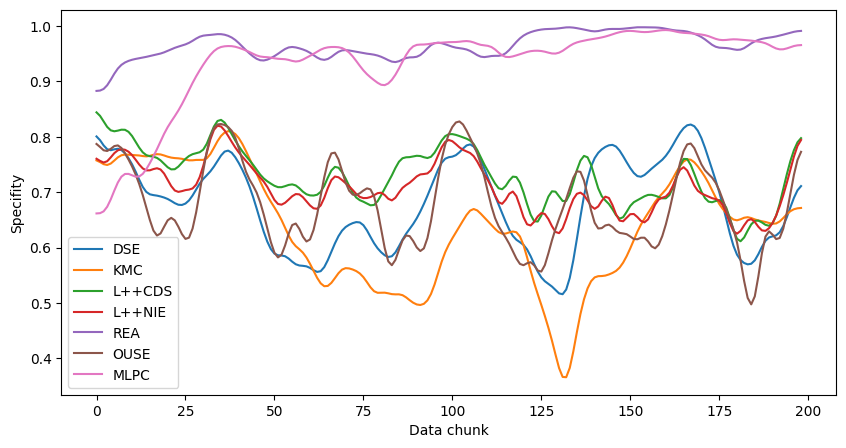 1.0
0.9
0.8
0.7
0.6
0.5
0.4
Specifity
DSE
KMC
L++CDS
L++NIE
REA
OUSE
MLPC
0 25 50 75 100 125 150 175 200
Data chunk